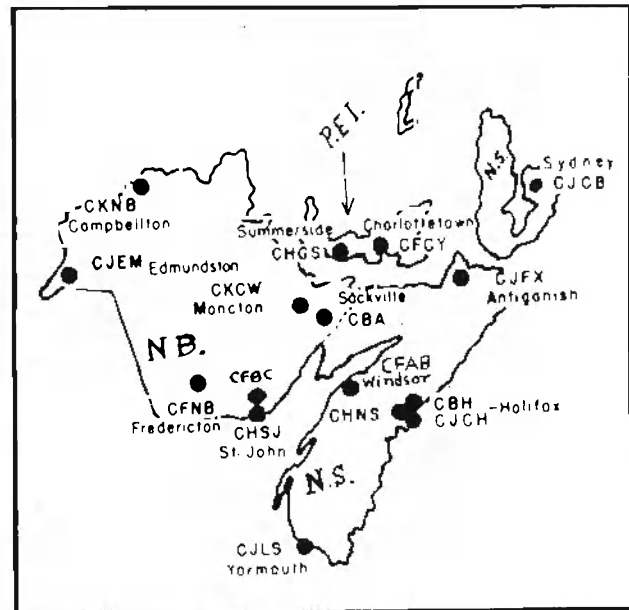 P.E.I.
N.S.
Sydney
CJCB
CKNB
Campbellton
Summerside
Charlottetown
CHGS
CFCY
CJEM Edmundston
CJFX
Antiganish
CKCW
Moncton
Sackville
CBA
N B.
CFBC
CFAB
Windsor
CFNB
Fredericton
CHSJ
St. John
CHNS
CBH
CJCH-Halifax
N.S.
CJLS
Yarmouth